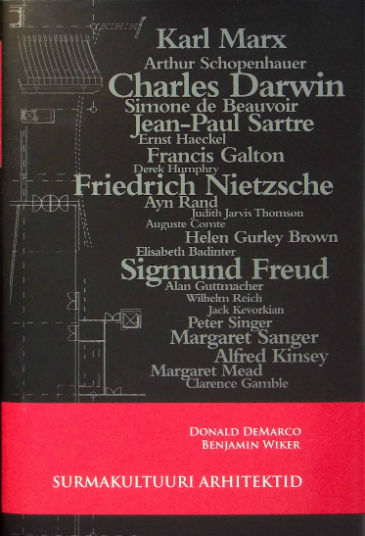 Karl Marx
Arthur Schopenhauer
Charles Darwin
Simone de Beauvoir
Jean-Paul Sartre
Ernst Haeckel
Francis Galton
Derek Humphry
Friedrich Nietzsche
Ayn Rand
Judith Jarvis Thomson
Auguste Comte
Helen Gurley Brown
Elisabeth Badinter
Sigmund Freud
Alan Guttmacher
Wilhelm Reich
Jack Kevorkian
Peter Singer
Margaret Sanger
Alfred Kinsey
Margaret Mead
Clarence Gamble
DONALD DEMARCO
BENJAMIN WIKER
SURMAKULTUURI ARHITEKTID